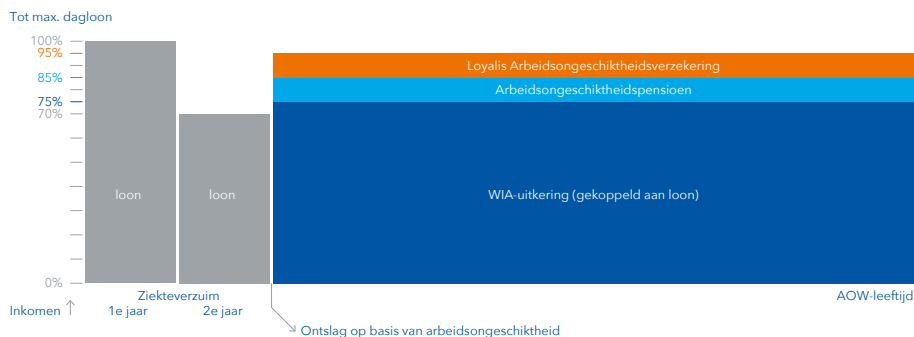 Tot max. dagloon
100%
95%
85%
75%
70%
0%
Loyalis Arbeidsongeschiktheidsverzekering
Arbeidsongeschiktheidspensioen
loon
loon
WIA-uitkering (gekoppeld aan loon)
Ziekteverzuim
AOW-leeftijd
Inkomen
1e jaar
2e jaar
Ontslag op basis van arbeidsongeschiktheid